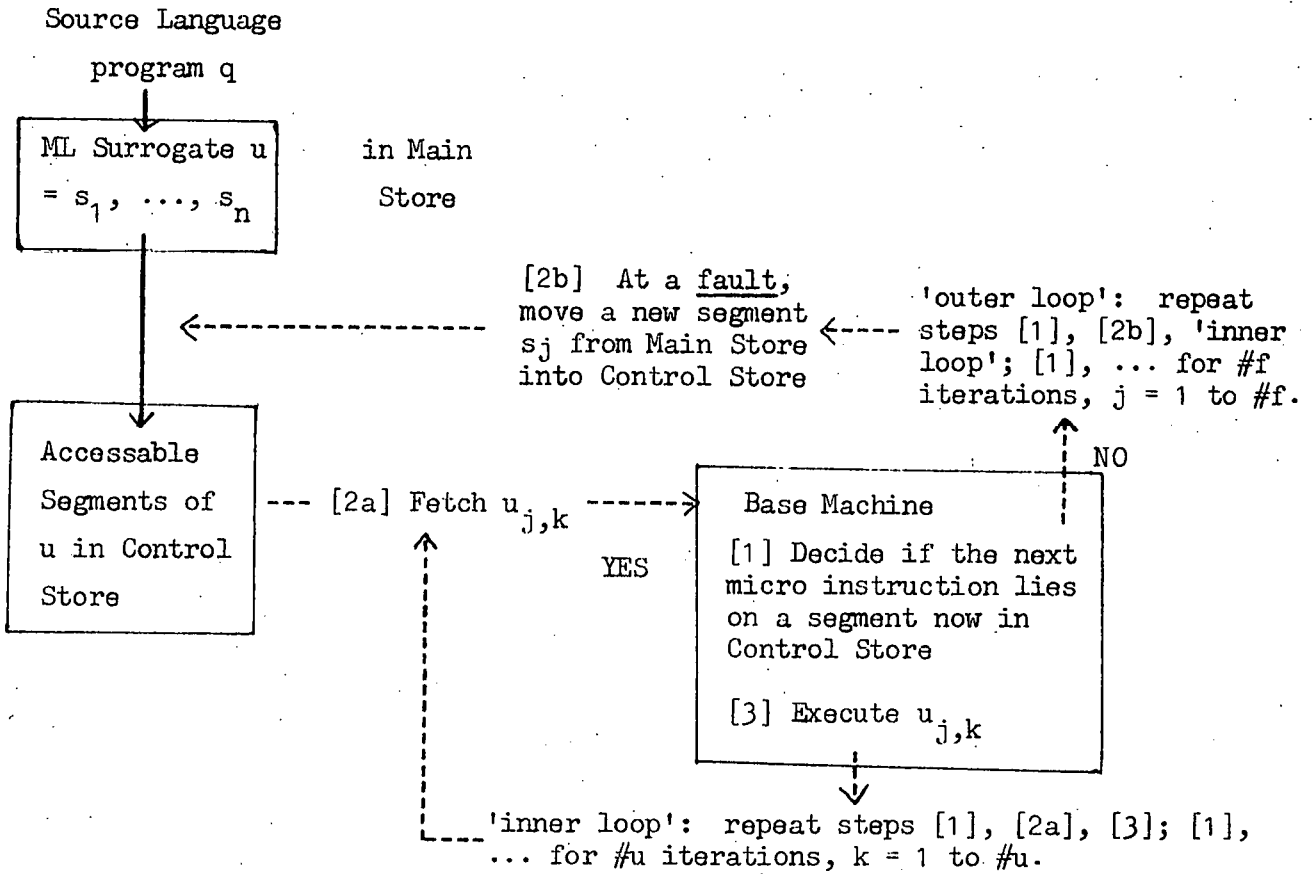 Source Language
program q
ML Surrogate u
= s1, ..., sn
in Main
Store
[2b] At a fault,
move a new segment
sj from Main Store
into Control Store
'outer loop': repeat
steps [1], [2b], 'inner
loop'; [1], ... for #f
iterations, j = 1 to #f.
NO
Accessable
Segments of
u in Control
Store
--- [2a] Fetch uj,k
YES
Base Machine
[1] Decide if the next
micro instruction lies
on a segment now in
Control Store
[3] Execute uj,k
'inner loop': repeat steps [1], [2a], [3]; [1],
... for #u iterations, k = 1 to #u.